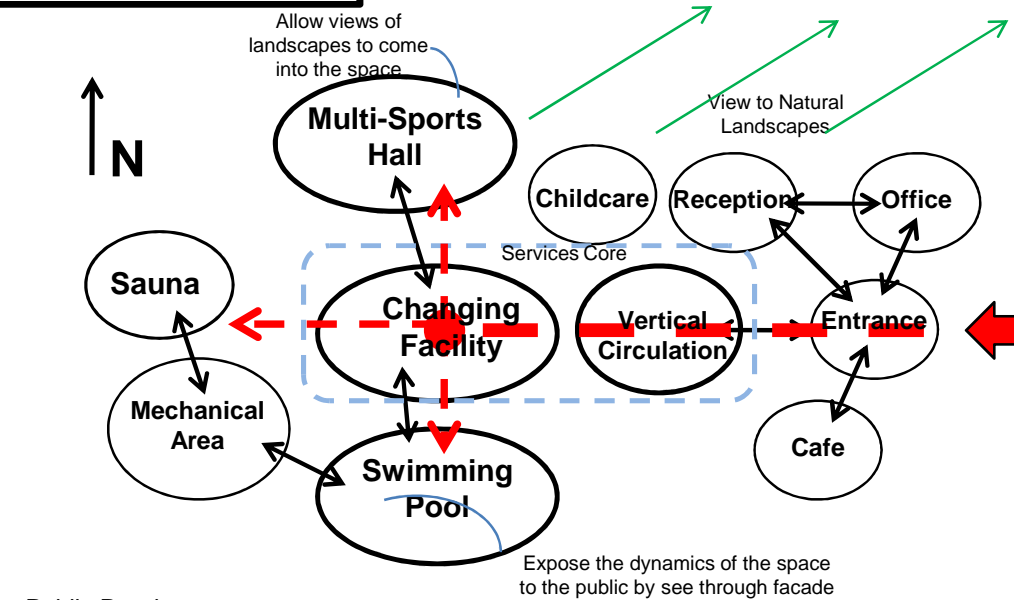 Allow views of
landscapes to come
into the space
View to Natural
Landscapes
N
Multi-Sports
Hall
Childcare
Reception
Office
Services Core
Sauna
Changing
Facility
Vertical
Circulation
Entrance
Mechanical
Area
Cafe
Swimming
Pool
Expose the dynamics of the space
to the public by see through facade